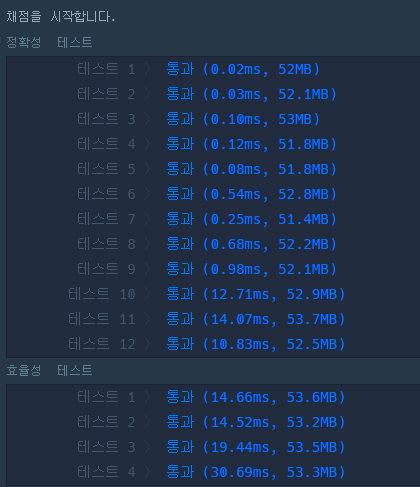 채점을 시작합니다.
정확성 테스트
테스트 1 〉 통과 (0.02ms, 52MB)
테스트 2 〉 통과 (0.03ms, 52.1MB)
테스트 3 〉 통과 (0.10ms, 53MB)
테스트 4 〉 통과 (0.12ms, 51.8MB)
테스트 5 〉 통과 (0.08ms, 51.8MB)
테스트 6 〉 통과 (0.54ms, 52.8MB)
테스트 7 〉 통과 (0.25ms, 51.4MB)
테스트 8 〉 통과 (0.68ms, 52.2MB)
테스트 9 〉 통과 (0.98ms, 52.1MB)
테스트 10 〉 통과 (12.71ms, 52.9MB)
테스트 11 〉 통과 (14.07ms, 53.7MB)
테스트 12 〉 통과 (10.83ms, 52.5MB)
효율성 테스트
테스트 1 〉 통과 (14.66ms, 53.6MB)
테스트 2 〉 통과 (14.52ms, 53.2MB)
테스트 3 〉 통과 (19.44ms, 53.5MB)
테스트 4 〉 통과 (30.69ms, 53.3MB)